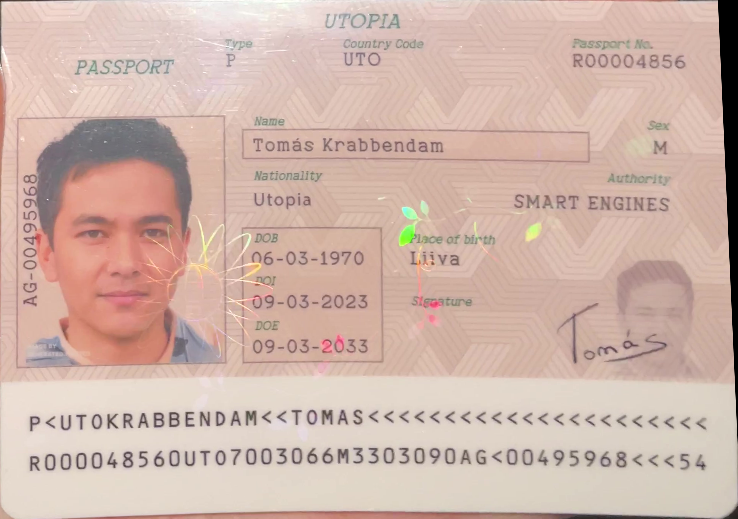 UTOPIA
PASSPORT
Type
P
Country Code
UTO
Passport No.
R00004856
Name
Tomás Krabbendam
Sex
M
Nationality
Utopia
Authority
SMART ENGINES
AG-00495968
DOB
06-03-1970
Place of birth
Liiva
DOI
09-03-2023
Signature
DOE
09-03-2033
Tomás
P<UTOKRABBENDAM<<TOMAS<<<<<<<<<<<<<<<<<<<<<<
R000048560UTO7003066M3303090AG<00495968<<<54